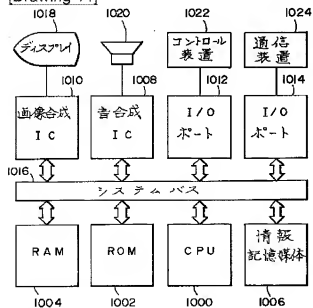 1018
1020
1022
1024
ディスプレイ
コントロール
装置
通信
装置
1010
1008
1012
1014
画像合成
IC
音合成
IC
I/O
ポート
I/O
ポート
1016
システムバス
RAM
ROM
CPU
情報
記憶媒体
1004
1002
1000
1006